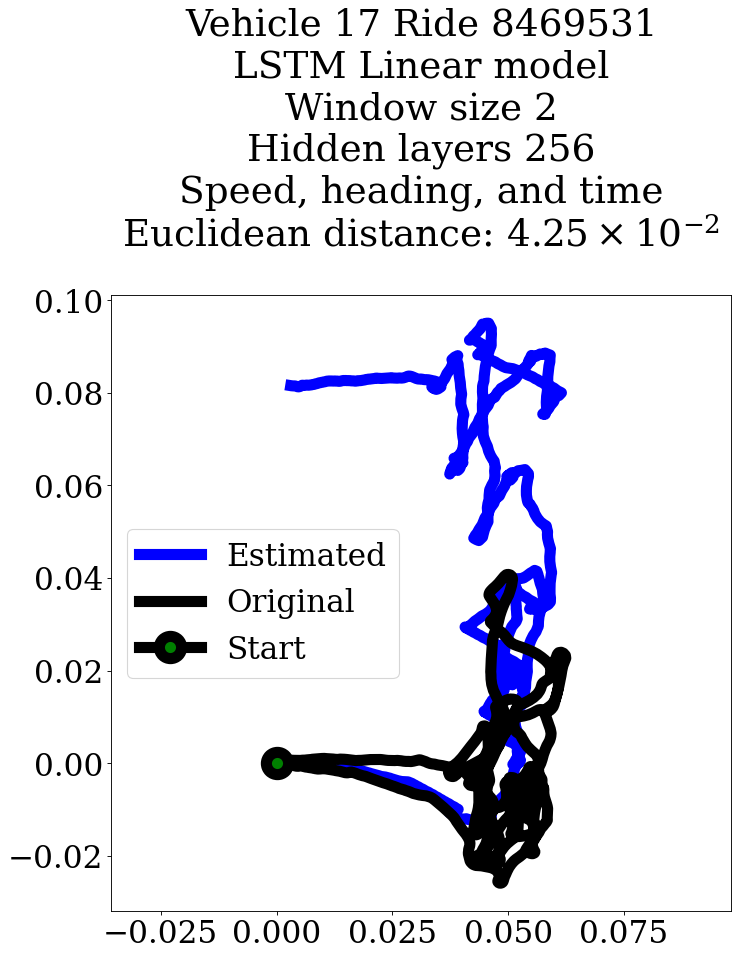 Vehicle 17 Ride 8469531
LSTM Linear model
Window size 2
Hidden layers 256
Speed, heading, and time
Euclidean distance: 4.25 × 10⁻²
0.10
0.08
0.06
0.04
0.02
0.00
−0.02
Estimated
Original
Start
−0.025 0.000 0.025 0.050 0.075